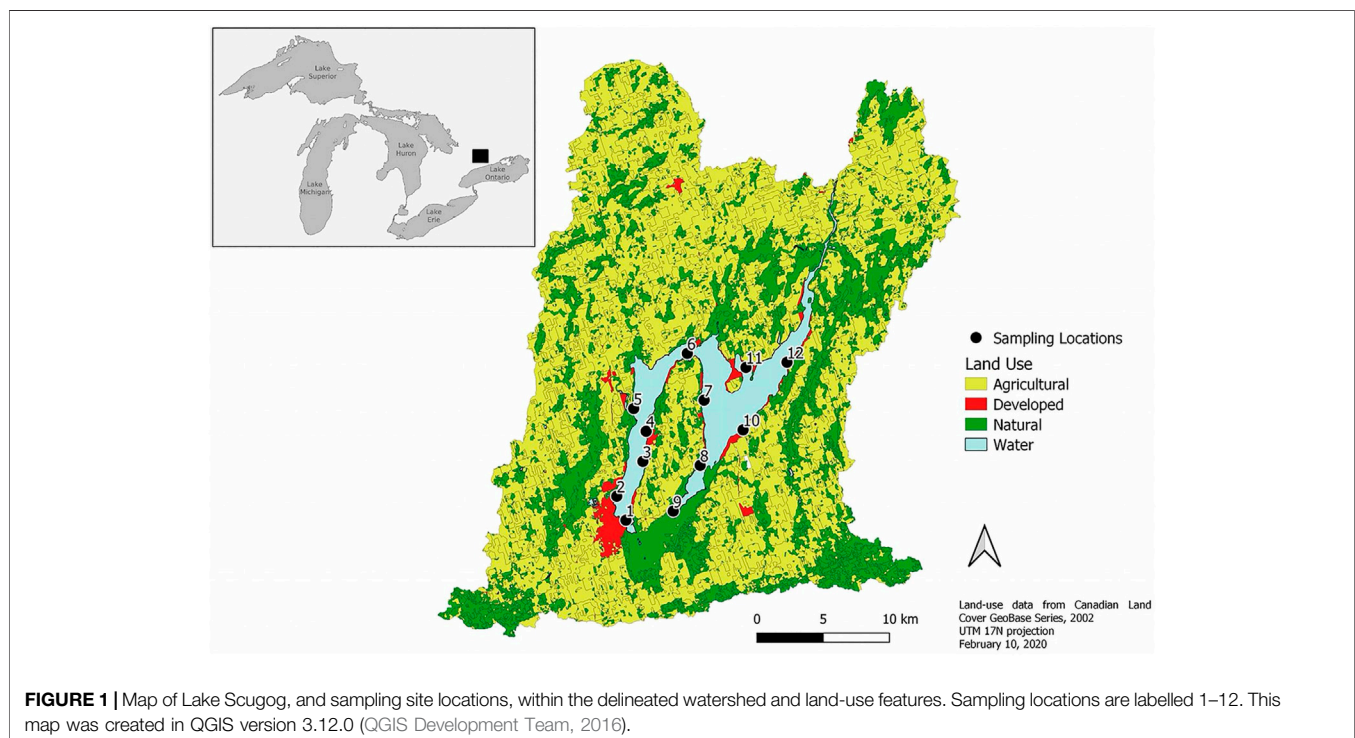 Lake
Superior
Lake
Huron
Lake
Michigan
Lake
Ontario
Lake
Erie
6
11
12
7
5
4
10
3
8
2
9
1
Sampling Locations
Land Use
Agricultural
Developed
Natural
Water
0 5 10 km
Land-use data from Canadian Land
Cover GeoBase Series, 2002
UTM 17N projection
February 10, 2020
FIGURE 1 | Map of Lake Scugog, and sampling site locations, within the delineated watershed and land-use features. Sampling locations are labelled 1–12. This
map was created in QGIS version 3.12.0 (QGIS Development Team, 2016).